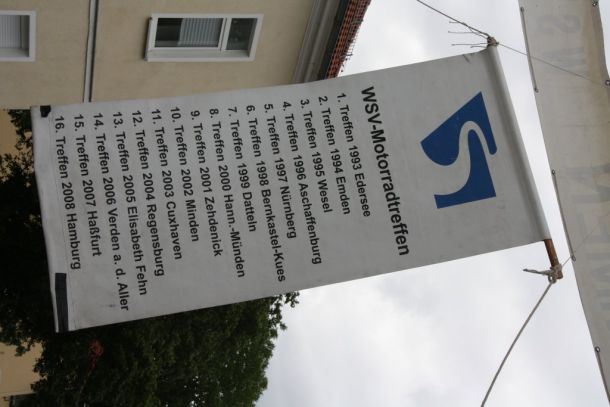 WSV-Motorradtreffen
1. Treffen 1993 Edersee
2. Treffen 1994 Emden
3. Treffen 1995 Wesel
4. Treffen 1996 Aschaffenburg
5. Treffen 1997 Nürnberg
6. Treffen 1998 Bernkastel-Kues
7. Treffen 1999 Datteln
8. Treffen 2000 Hann.-Münden
9. Treffen 2001 Zehdenick
10. Treffen 2002 Minden
11. Treffen 2003 Cuxhaven
12. Treffen 2004 Regensburg
13. Treffen 2005 Elisabeth Fehn
14. Treffen 2006 Verden a. d. Aller
15. Treffen 2007 Haßfurt
16. Treffen 2008 Hamburg